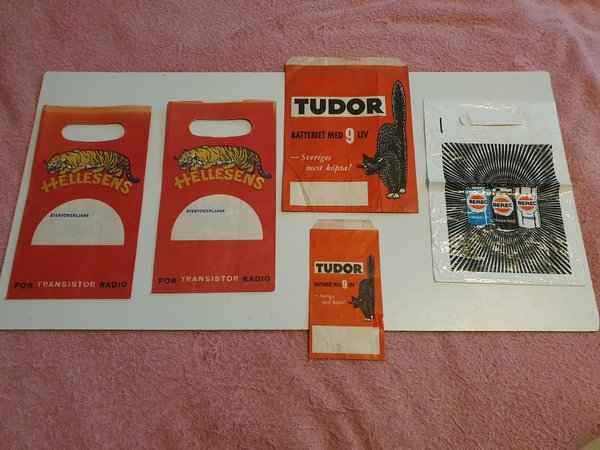 HELLESENS
ÅTERFÖRSÄLJARE
FOR TRANSISTOR RADIO
HELLESENS
ÅTERFÖRSÄLJARE
FOR TRANSISTOR RADIO
TUDOR
BATTERIET MED 9 LIV
— Sveriges
mest köpta!
TUDOR
BATTERIET MED 9 LIV
— Sveriges
mest köpta!
BEREC
BEREC
BEREC
POWER